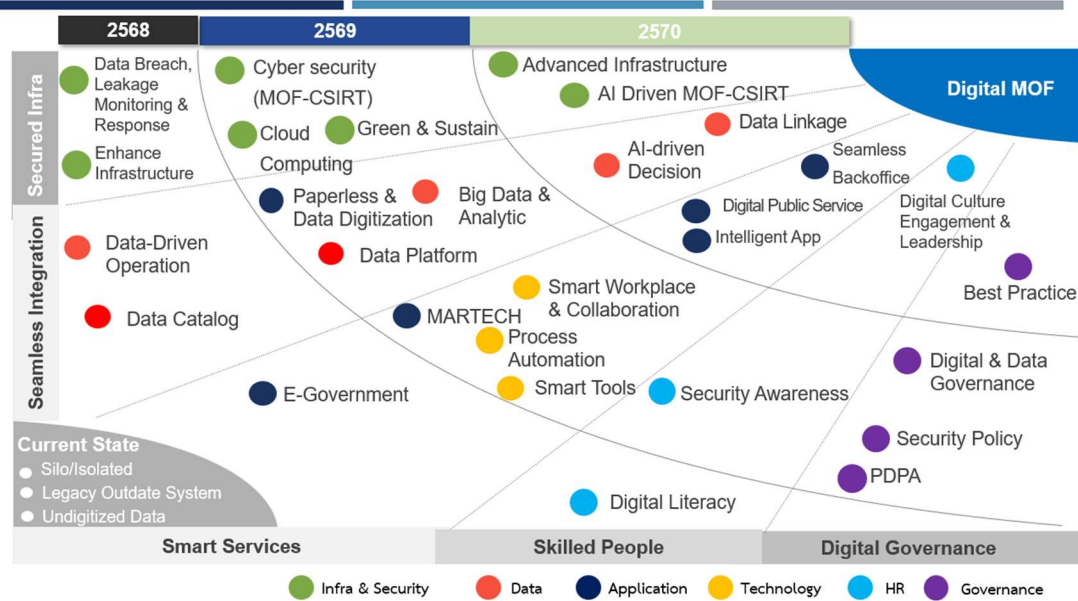 2568
2569
2570
Secured Infra
Data Breach,
Leakage
Monitoring &
Response
Enhance
Infrastructure
Cyber security
(MOF-CSIRT)
Cloud
Computing
Green & Sustain
Advanced Infrastructure
AI Driven MOF-CSIRT
Data Linkage
AI-driven
Decision
Seamless
Backoffice
Digital MOF
Digital Public Service
Intelligent App
Digital Culture
Engagement &
Leadership
Best Practice
Seamless Integration
Data-Driven
Operation
Data Catalog
Paperless &
Data Digitization
Big Data &
Analytic
Data Platform
MARTECH
Smart Workplace
& Collaboration
Process
Automation
Smart Tools
E-Government
Security Awareness
Digital & Data
Governance
Security Policy
PDPA
Digital Literacy
Current State
Silo/Isolated
Legacy Outdate System
Undigitized Data
Smart Services
Skilled People
Digital Governance
Infra & Security
Data
Application
Technology
HR
Governance